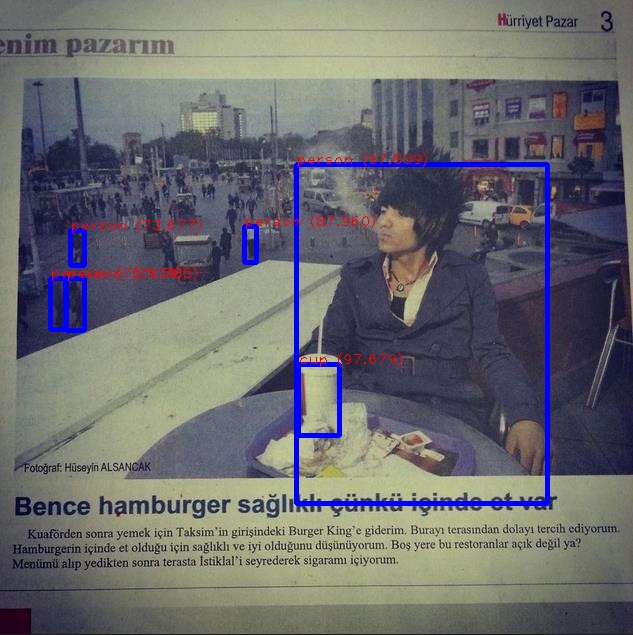 Hürriyet Pazar 3
enim pazarım
person (97.829)
person (73.677)
person (87.960)
cup (97.679)
Fotoğraf: Hüseyin ALSANCAK
Bence hamburger sağlıklı çünkü içinde et var
Kuaförden sonra yemek için Taksim’in girişindeki Burger King’e giderim. Burayı terasından dolayı tercih ediyorum.
Hamburgerin içinde et olduğu için sağlıklı ve iyi olduğunu düşünüyorum. Boş yere bu restoranlar açık değil ya?
Menümü alıp yedikten sonra terasta İstiklal’i seyrederek sigaramı içiyorum.